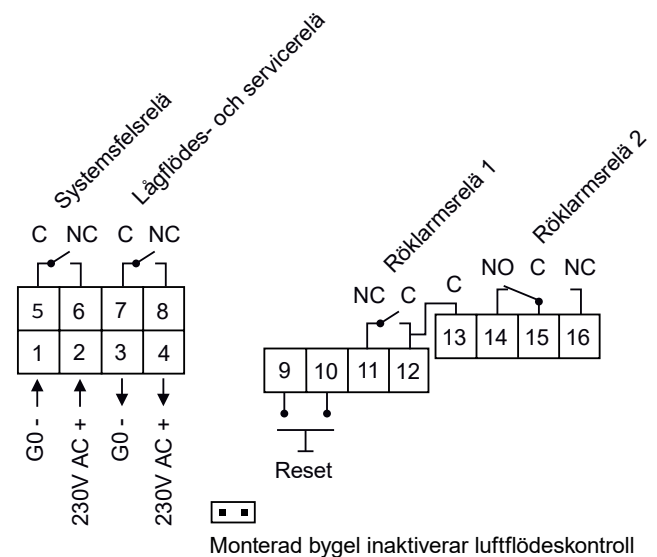 Systemsfelsrelä
Lågflödes- och servicerelä
C NC C NC
5 6 7 8
1 2 3 4
G0 -
230V AC +
G0 -
230V AC +
Röklarmsrelä 1
Röklarmsrelä 2
NC C C NO C NC
13 14 15 16
9 10 11 12
Reset
Monterad bygel inaktiverar luftflödeskontroll